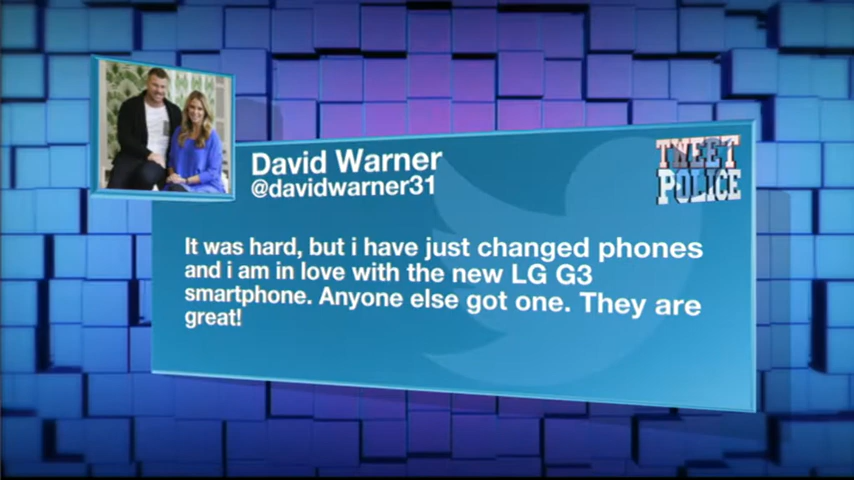 David Warner
@davidwarner31
TWEET
POLICE
It was hard, but i have just changed phones
and i am in love with the new LG G3
smartphone. Anyone else got one. They are
great!